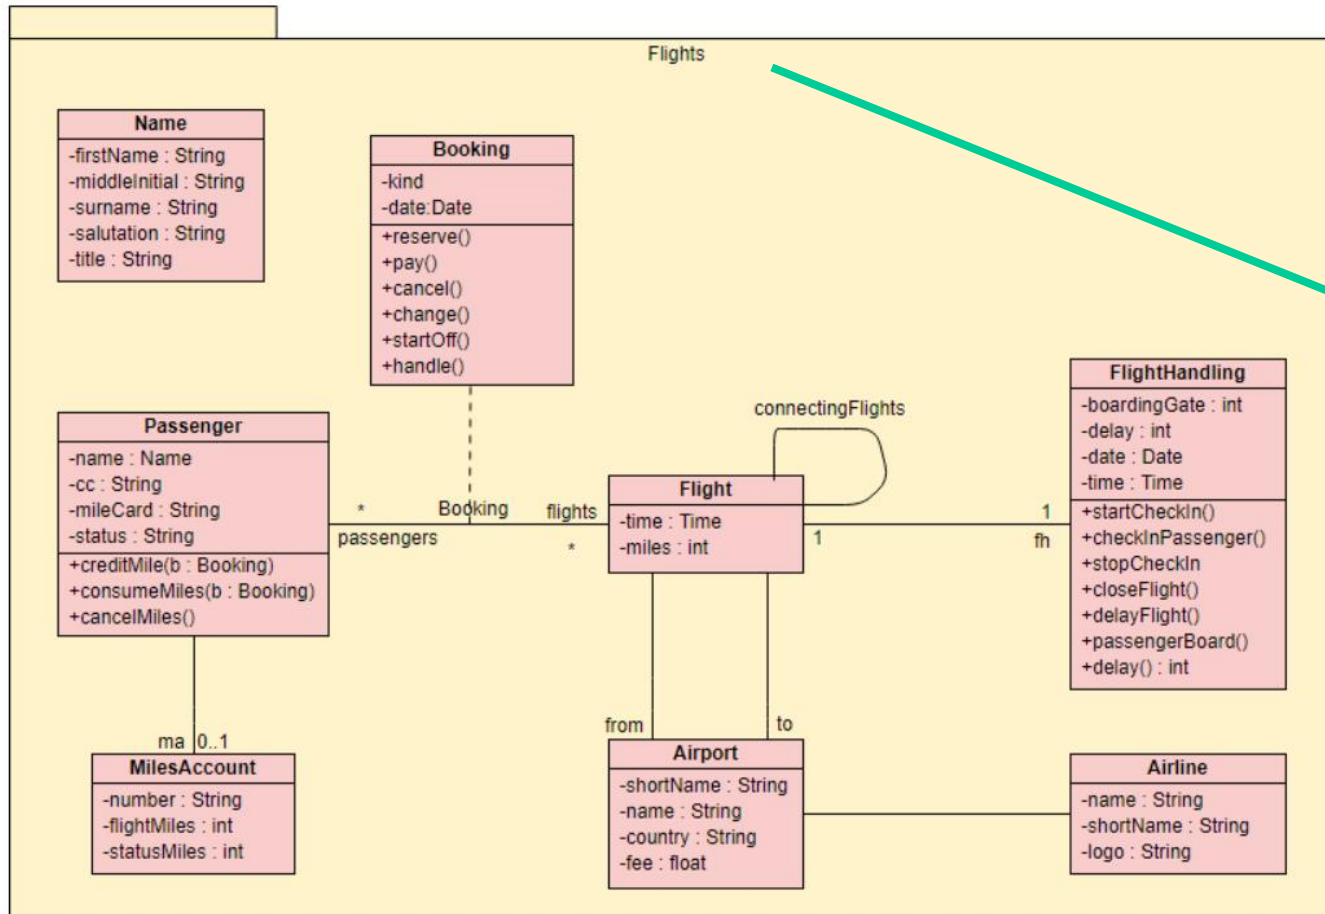 Flights
Name
-firstName : String
-middleInitial : String
-surname : String
-salutation : String
-title : String
Booking
-kind
-date:Date
+reserve()
+pay()
+cancel()
+change()
+startOff()
+handle()
FlightHandling
-boardingGate : int
-delay : int
-date : Date
-time : Time
+startCheckIn()
+checkInPassenger()
+stopCheckIn
+closeFlight()
+delayFlight()
+passengerBoard()
+delay() : int
connectingFlights
Passenger
-name : Name
-cc : String
-mileCard : String
-status : String
+creditMile(b : Booking)
+consumeMiles(b : Booking)
+cancelMiles()
* Booking flights
passengers *
Flight
-time : Time
-miles : int
1
1
fh
ma 0..1
MilesAccount
-number : String
-flightMiles : int
-statusMiles : int
from to
Airport
-shortName : String
-name : String
-country : String
-fee : float
Airline
-name : String
-shortName : String
-logo : String